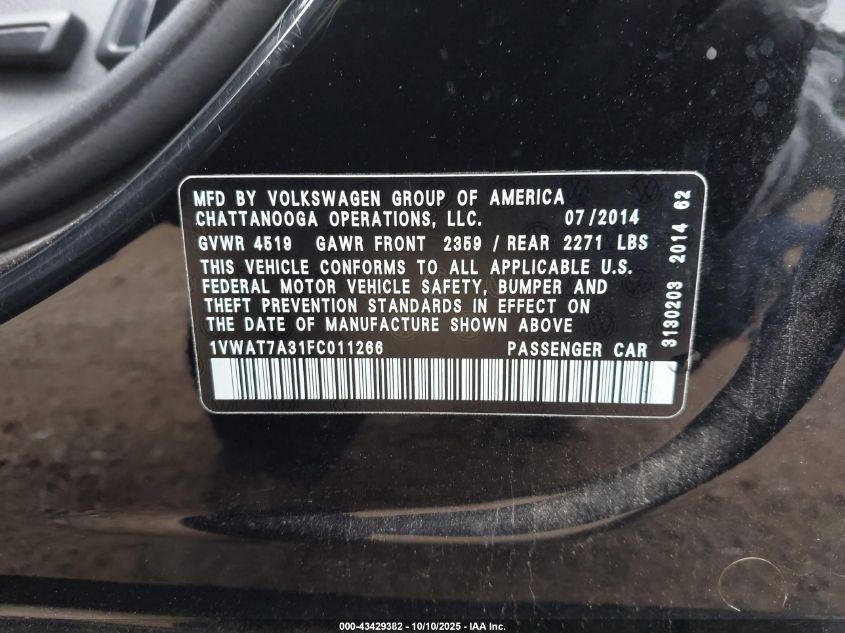 MFD BY VOLKSWAGEN GROUP OF AMERICA
CHATTANOOGA OPERATIONS, LLC. 07/2014
GVWR 4519 GAWR FRONT 2359 / REAR 2271 LBS
THIS VEHICLE CONFORMS TO ALL APPLICABLE U.S.
FEDERAL MOTOR VEHICLE SAFETY, BUMPER AND
THEFT PREVENTION STANDARDS IN EFFECT ON
THE DATE OF MANUFACTURE SHOWN ABOVE
1VWAT7A31FC011266 PASSENGER CAR
3130203 2014 62
000-43429382 - 10/10/2025 - IAA Inc.